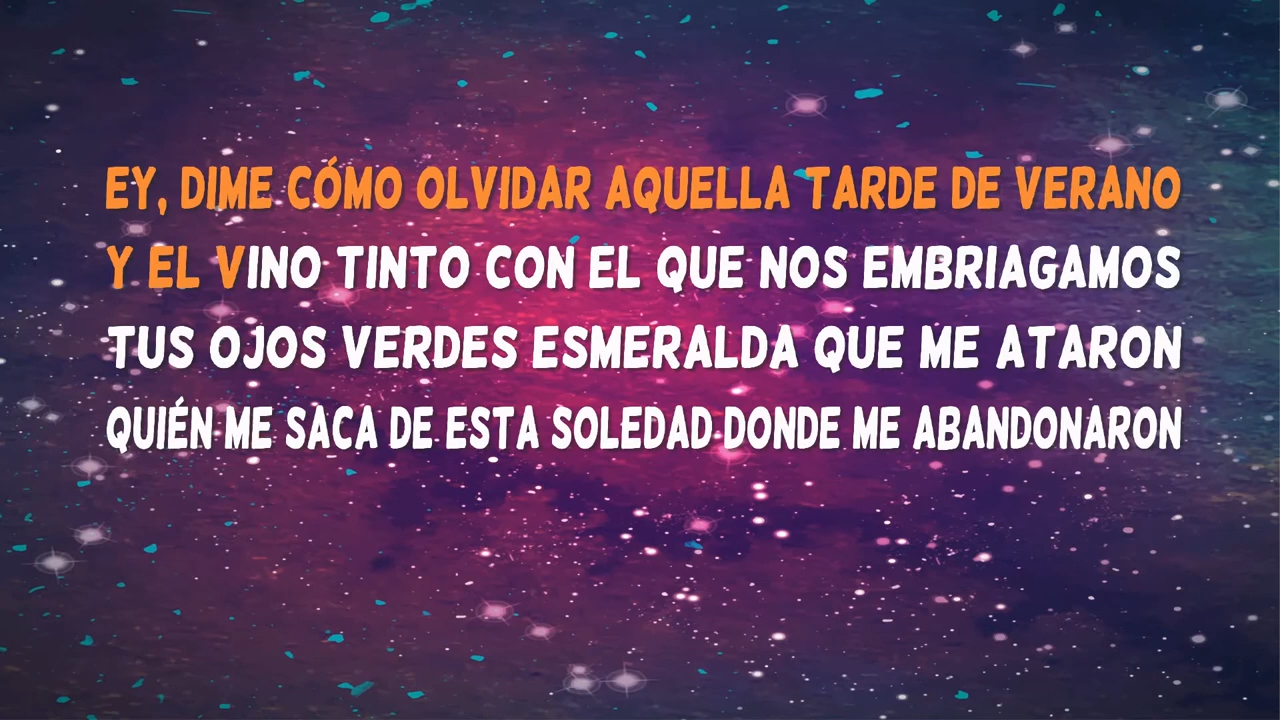 EY, DIME CÓMO OLVIDAR AQUELLA TARDE DE VERANO
Y EL VINO TINTO CON EL QUE NOS EMBRIAGAMOS
TUS OJOS VERDES ESMERALDA QUE ME ATARON
QUIÉN ME SACA DE ESTA SOLEDAD DONDE ME ABANDONARON